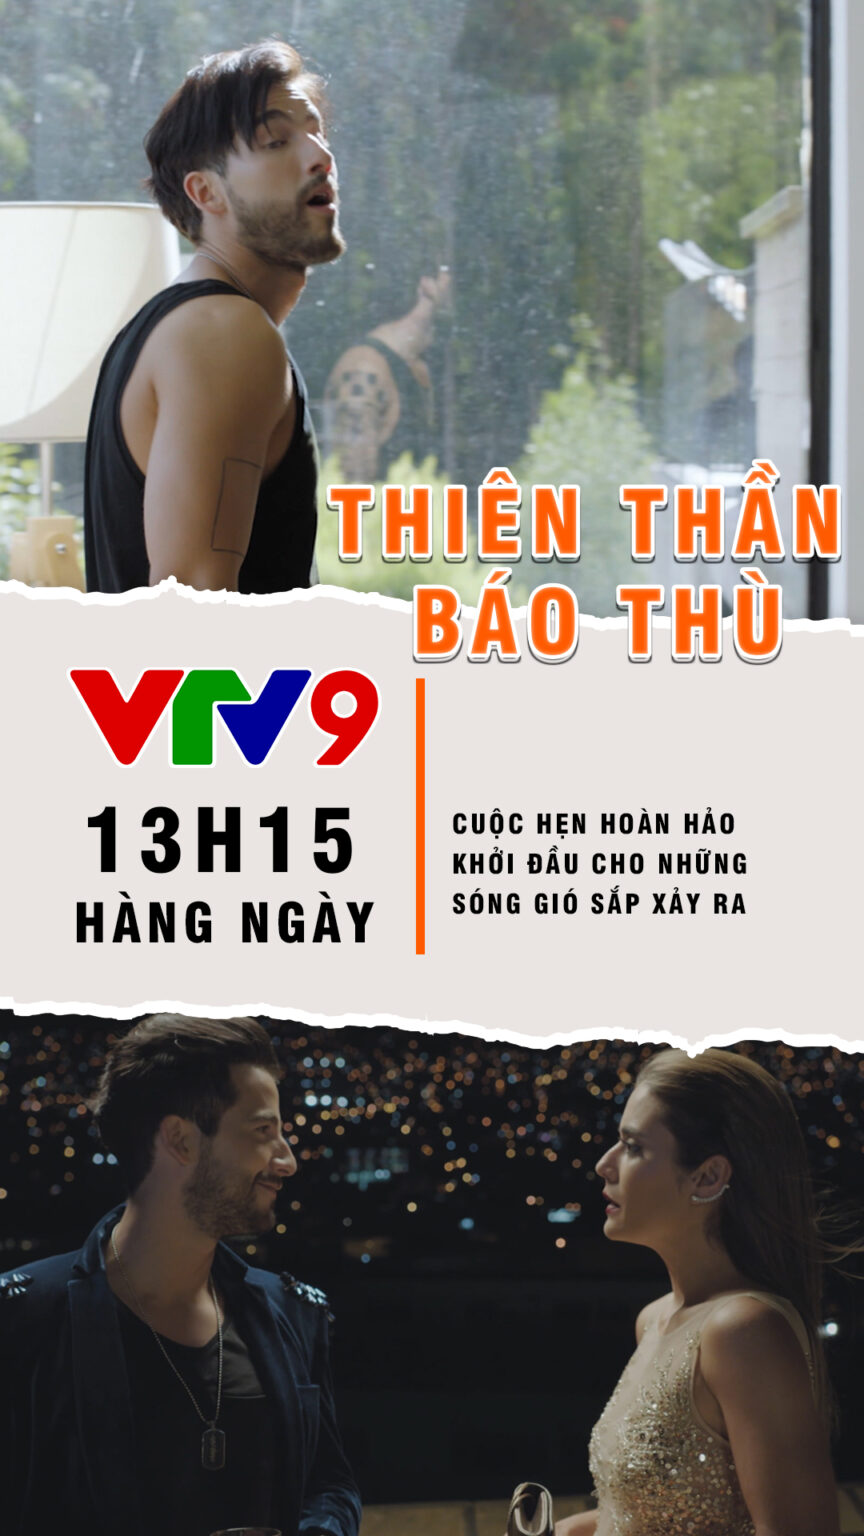 THIÊN THẦN
BÁO THÙ
VTV9
13H15
HÀNG NGÀY
CUỘC HẸN HOÀN HẢO
KHỞI ĐẦU CHO NHỮNG
SÓNG GIÓ SẮP XẢY RA